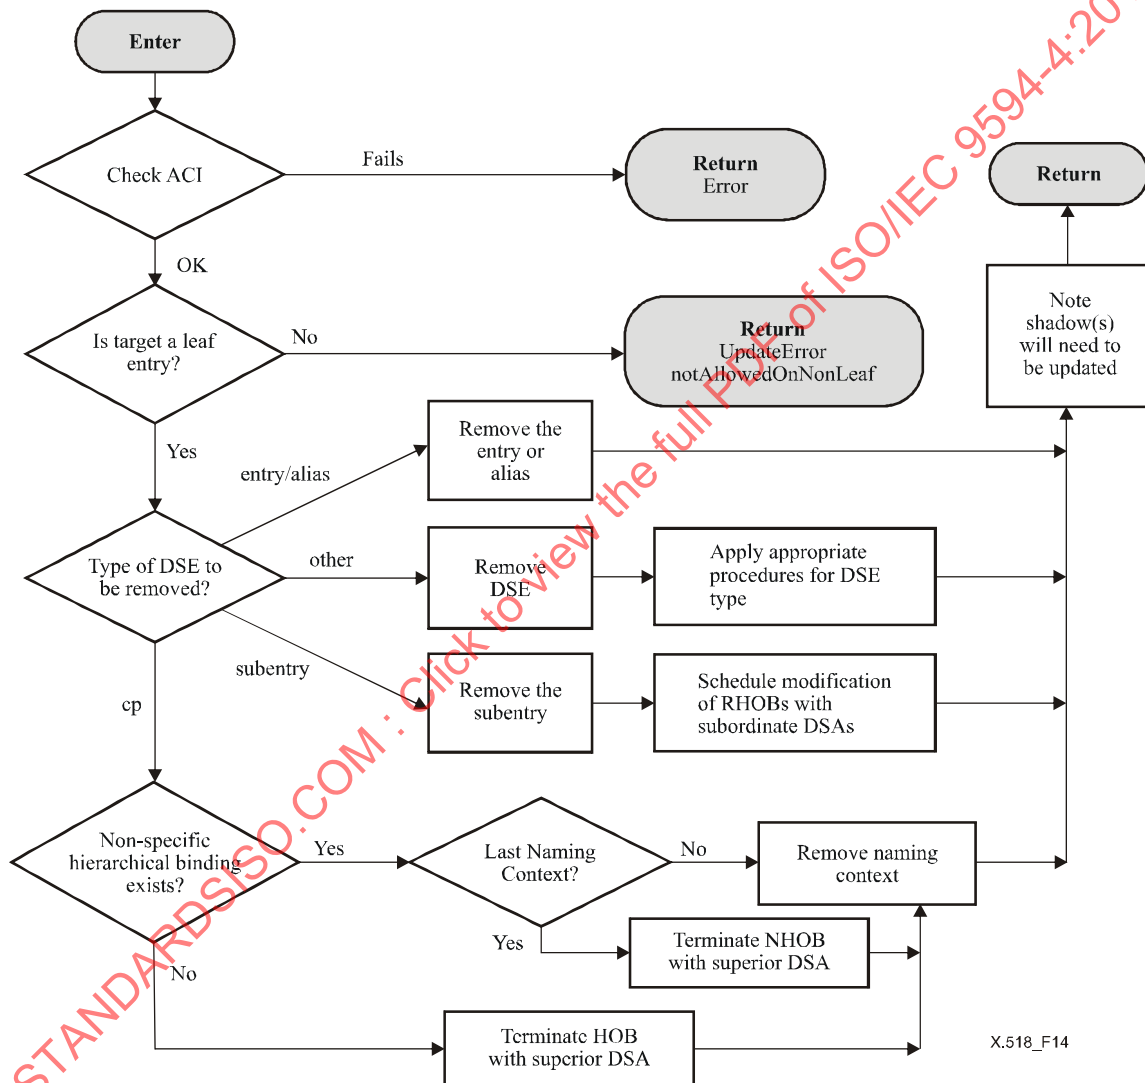 Enter
Check ACI
Fails
Return
Error
Return
OK
Is target a leaf
entry?
No
Return
UpdateError
notAllowedOnNonLeaf
Note
shadow(s)
will need to
be updated
Yes
entry/alias
Remove the
entry or
alias
Type of DSE to
be removed?
other
Remove
DSE
Apply appropriate
procedures for DSE
type
subentry
Remove the
subentry
Schedule modification
of RHOBs with
subordinate DSAs
cp
Non-specific
hierarchical binding
exists?
Yes
Last Naming
Context?
No
Remove naming
context
Yes
Terminate NHOB
with superior DSA
No
Terminate HOB
with superior DSA
X.518_F14
STANDARDSISO.COM : Click to view the full PDF of ISO/IEC 9594-4:20